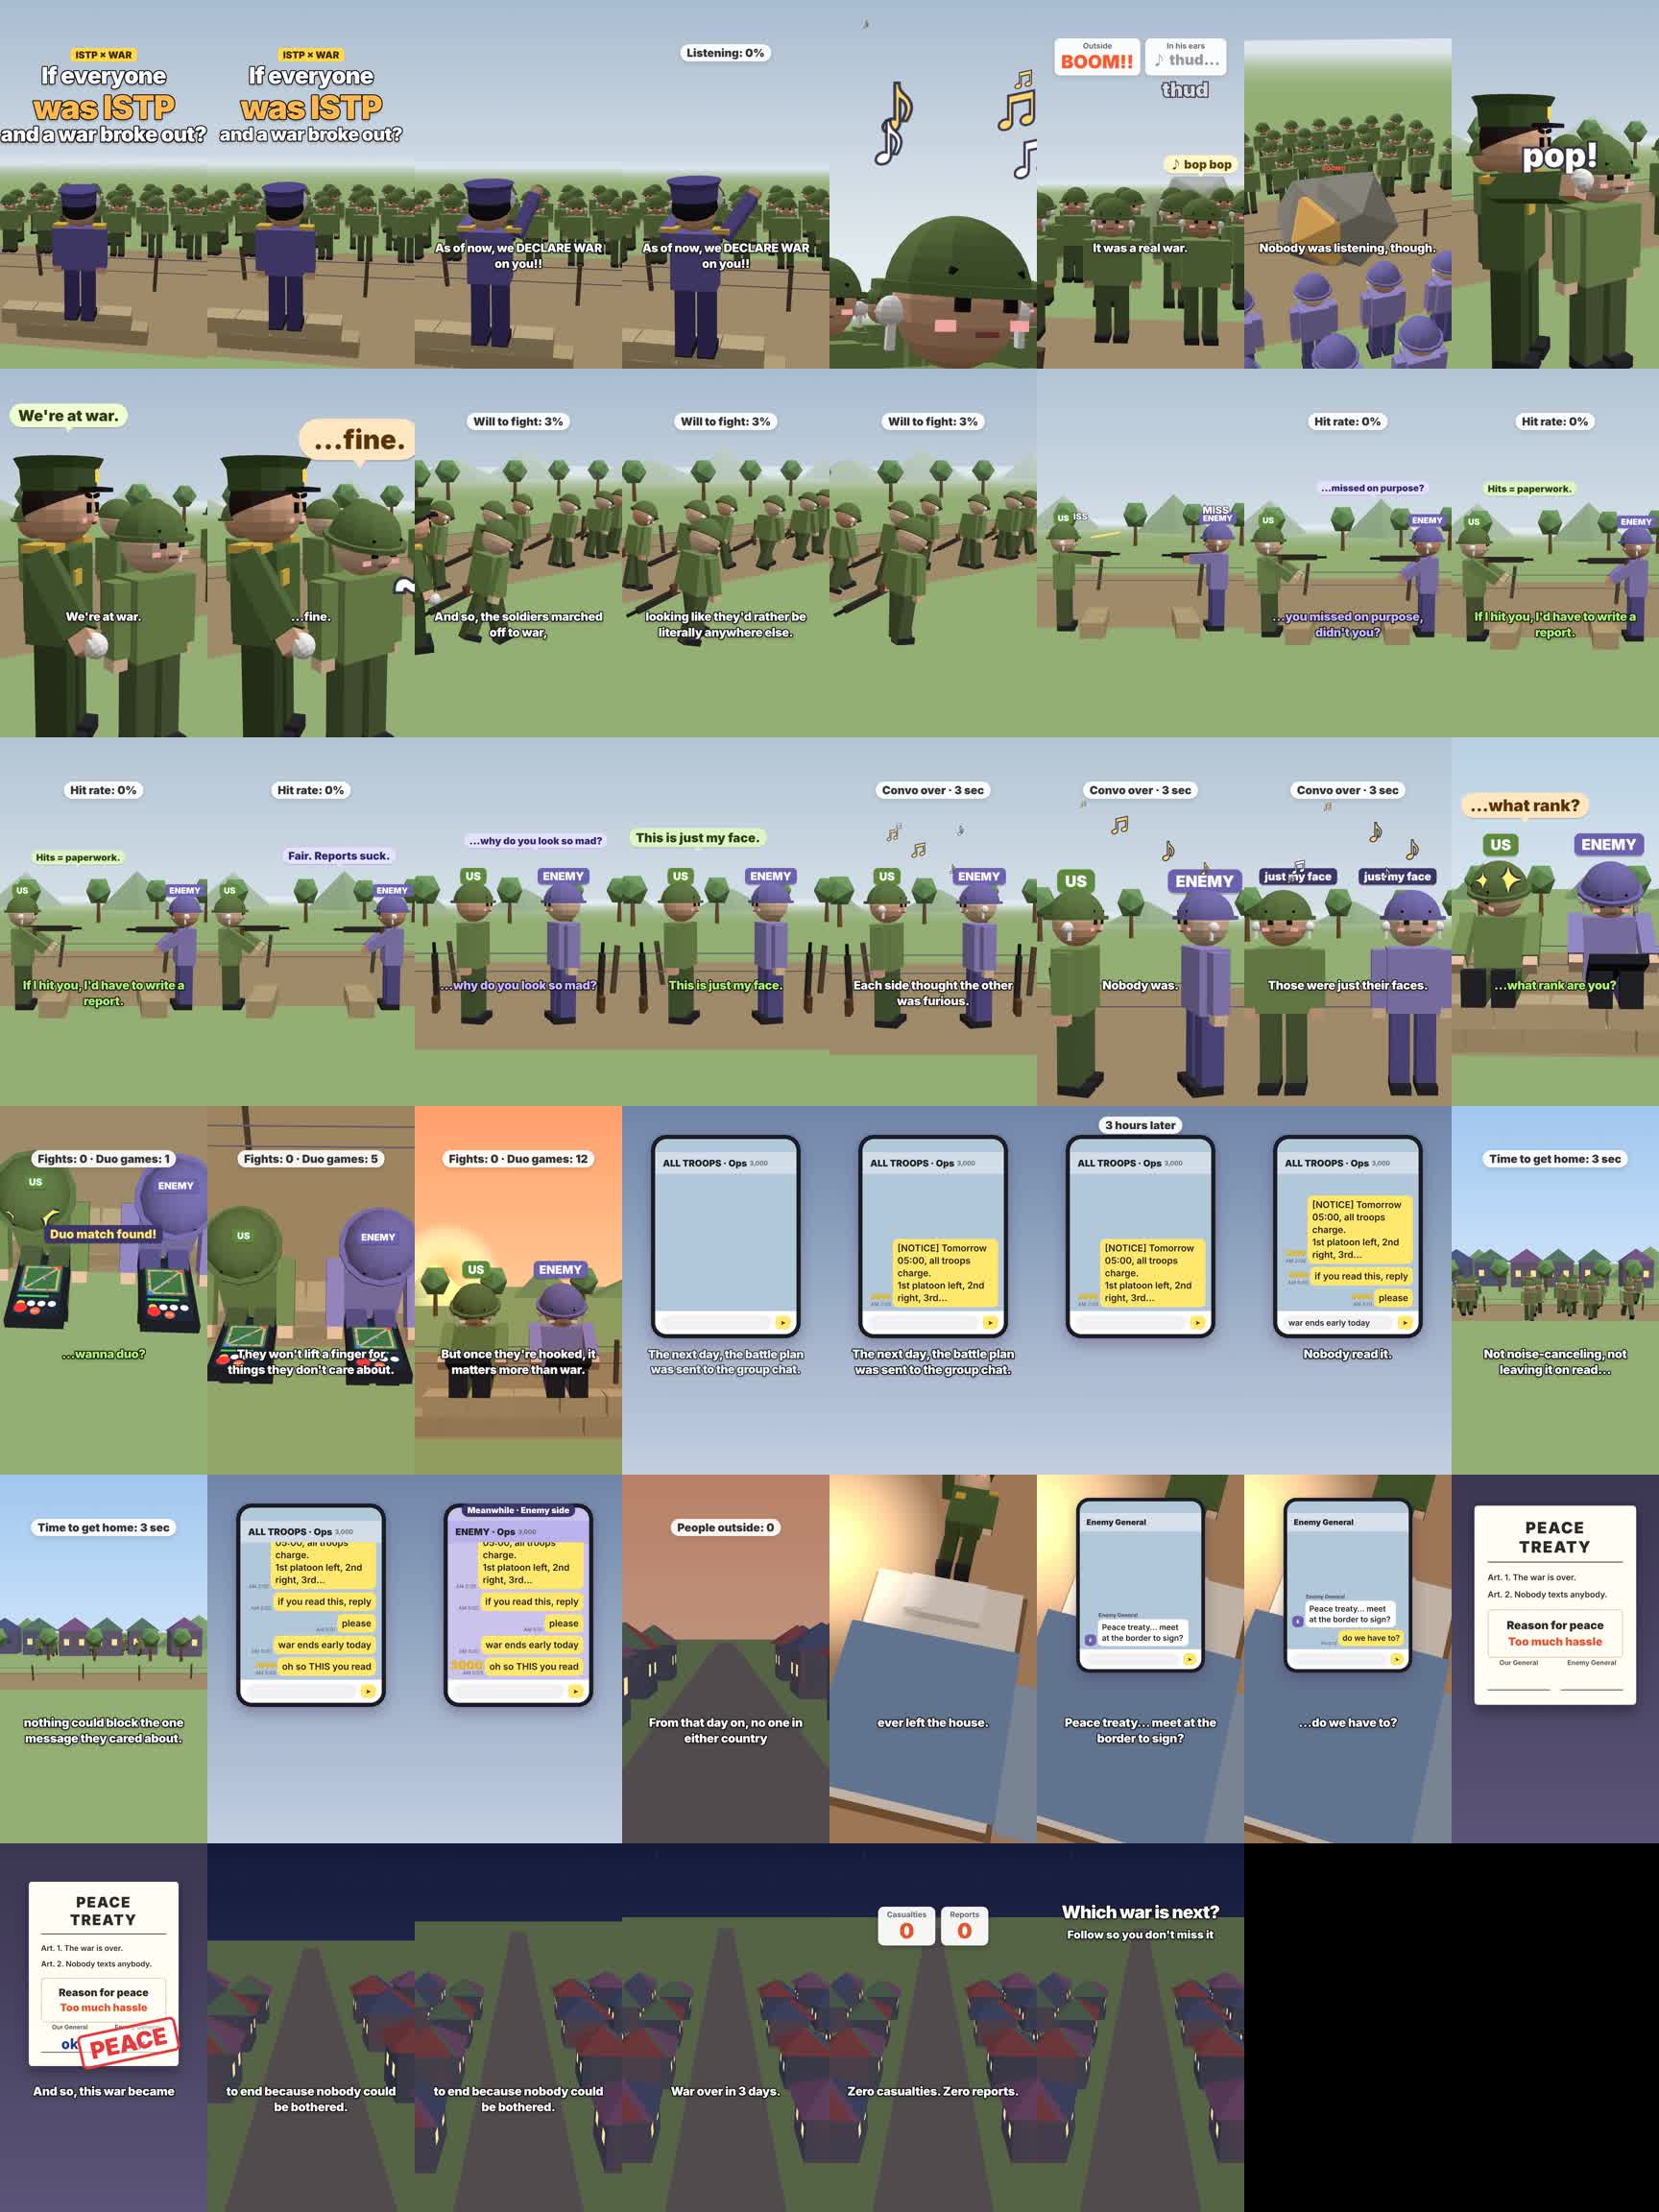 ISTP × WAR
If everyone
was ISTP
and a war broke out?
ISTP × WAR
If everyone
was ISTP
and a war broke out?
As of now, we DECLARE WAR
on you!!
Listening: 0%
As of now, we DECLARE WAR
on you!!
Outside
BOOM!!
In his ears
♪ thud...
thud
♪ bop bop
It was a real war.
Nobody was listening, though.
pop!
We're at war.
We're at war.
...fine.
...fine.
Will to fight: 3%
And so, the soldiers marched
off to war,
Will to fight: 3%
looking like they'd rather be
literally anywhere else.
Will to fight: 3%
US
MISS
ENEMY
Hit rate: 0%
...missed on purpose?
US
ENEMY
...you missed on purpose,
didn't you?
Hit rate: 0%
Hits = paperwork.
US
ENEMY
If I hit you, I'd have to write a
report.
Hit rate: 0%
Hits = paperwork.
US
ENEMY
If I hit you, I'd have to write a
report.
Hit rate: 0%
Fair. Reports suck.
US
ENEMY
...why do you look so mad?
US
ENEMY
...why do you look so mad?
This is just my face.
US
ENEMY
This is just my face.
Convo over · 3 sec
US
ENEMY
Each side thought the other
was furious.
Convo over · 3 sec
US
ENEMY
Nobody was.
Convo over · 3 sec
just my face
just my face
Those were just their faces.
...what rank?
US
ENEMY
...what rank are you?
Fights: 0 · Duo games: 1
US
ENEMY
Duo match found!
...wanna duo?
Fights: 0 · Duo games: 5
US
ENEMY
They won't lift a finger for
things they don't care about.
Fights: 0 · Duo games: 12
US
ENEMY
But once they're hooked, it
matters more than war.
ALL TROOPS · Ops 3,000
The next day, the battle plan
was sent to the group chat.
ALL TROOPS · Ops 3,000
[NOTICE] Tomorrow
05:00, all troops
charge.
1st platoon left, 2nd
right, 3rd...
The next day, the battle plan
was sent to the group chat.
3 hours later
ALL TROOPS · Ops 3,000
[NOTICE] Tomorrow
05:00, all troops
charge.
1st platoon left, 2nd
right, 3rd...
ALL TROOPS · Ops 3,000
[NOTICE] Tomorrow
05:00, all troops
charge.
1st platoon left, 2nd
right, 3rd...
if you read this, reply
please
war ends early today
Nobody read it.
Time to get home: 3 sec
Not noise-canceling, not
leaving it on read...
Time to get home: 3 sec
nothing could block the one
message they cared about.
ALL TROOPS · Ops 3,000
05:00, all troops
charge.
1st platoon left, 2nd
right, 3rd...
if you read this, reply
please
war ends early today
oh so THIS you read
Meanwhile · Enemy side
ENEMY · Ops 3,000
05:00, all troops
charge.
1st platoon left, 2nd
right, 3rd...
if you read this, reply
please
war ends early today
3000
oh so THIS you read
People outside: 0
From that day on, no one in
either country
ever left the house.
Enemy General
Enemy General
Peace treaty... meet
at the border to sign?
Peace treaty... meet at the
border to sign?
Enemy General
Enemy General
Peace treaty... meet
at the border to sign?
do we have to?
...do we have to?
PEACE
TREATY
Art. 1. The war is over.
Art. 2. Nobody texts anybody.
Reason for peace
Too much hassle
Our General
Enemy General
PEACE
TREATY
Art. 1. The war is over.
Art. 2. Nobody texts anybody.
Reason for peace
Too much hassle
Our General
ok
PEACE
And so, this war became
to end because nobody could
be bothered.
to end because nobody could
be bothered.
War over in 3 days.
Casualties
0
Reports
0
Zero casualties. Zero reports.
Which war is next?
Follow so you don't miss it